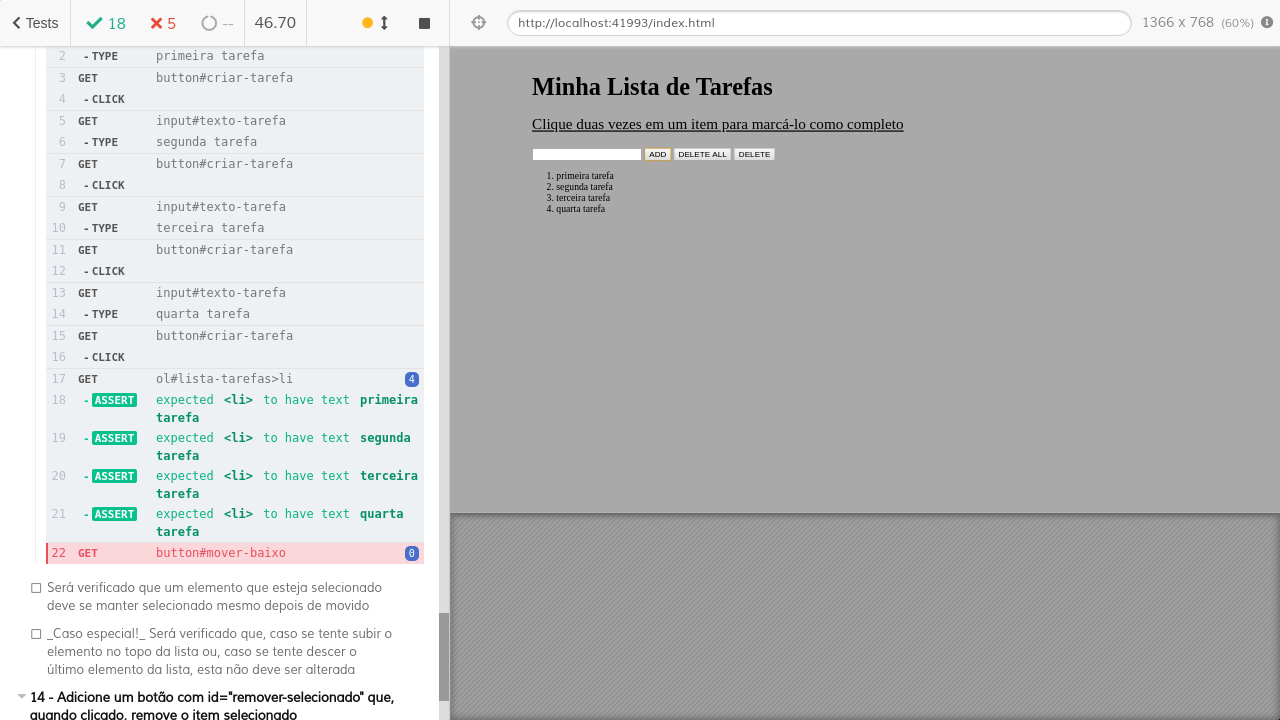 Tests 18 5 -- 46.70
2 - TYPE primeira tarefa
3 GET button#criar-tarefa
4 - CLICK
5 GET input#texto-tarefa
6 - TYPE segunda tarefa
7 GET button#criar-tarefa
8 - CLICK
9 GET input#texto-tarefa
10 - TYPE terceira tarefa
11 GET button#criar-tarefa
12 - CLICK
13 GET input#texto-tarefa
14 - TYPE quarta tarefa
15 GET button#criar-tarefa
16 - CLICK
17 GET ol#lista-tarefas>li 4
18 - ASSERT expected <li> to have text primeira
tarefa
19 - ASSERT expected <li> to have text segunda
tarefa
20 - ASSERT expected <li> to have text terceira
tarefa
21 - ASSERT expected <li> to have text quarta
tarefa
22 GET button#mover-baixo 0
Será verificado que um elemento que esteja selecionado
deve se manter selecionado mesmo depois de movido
_Caso especial!_ Será verificado que, caso se tente subir o
elemento no topo da lista ou, caso se tente descer o
último elemento da lista, esta não deve ser alterada
14 - Adicione um botão com id="remover-selecionado" que,
quando clicado, remove o item selecionado
http://localhost:41993/index.html 1366 x 768 (60%)
Minha Lista de Tarefas
Clique duas vezes em um item para marcá-lo como completo
ADD DELETE ALL DELETE
1. primeira tarefa
2. segunda tarefa
3. terceira tarefa
4. quarta tarefa